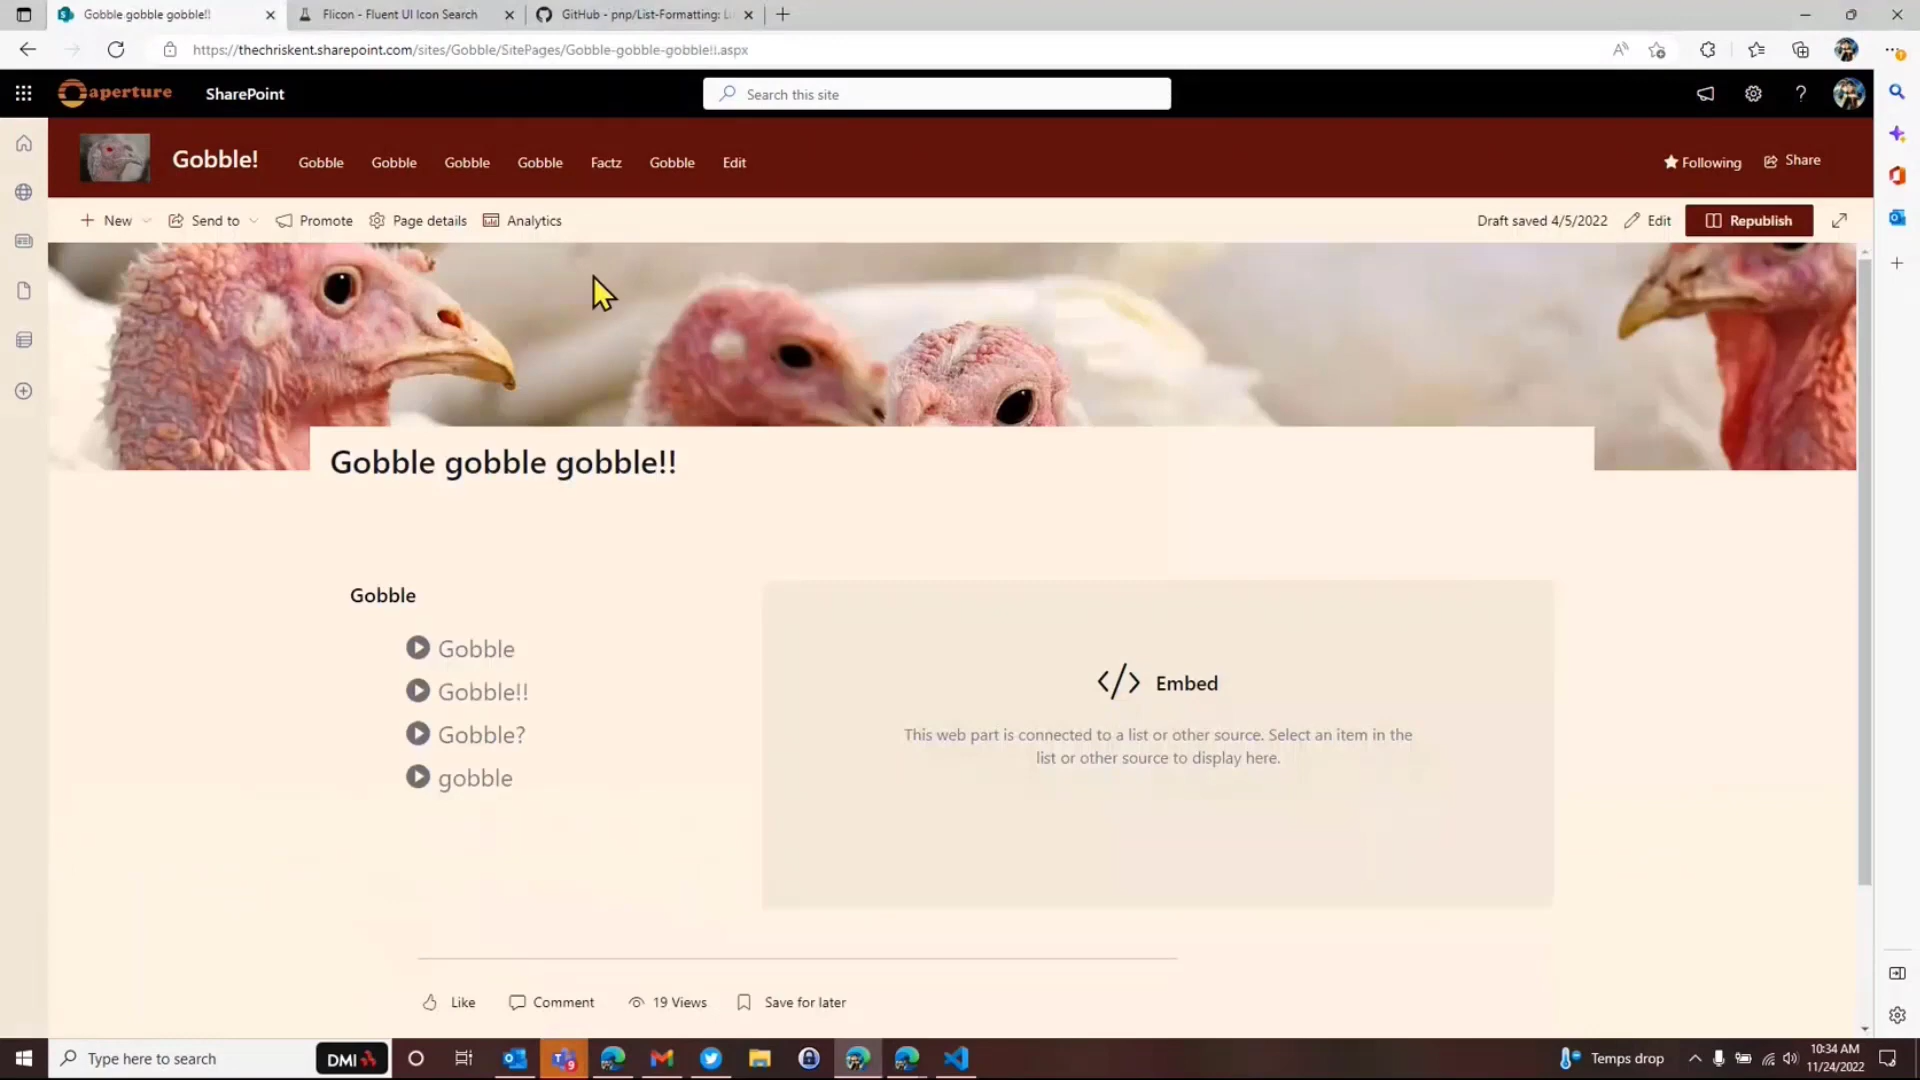 Gobble gobble gobble!!
Flicon - Fluent UI Icon Search
GitHub - pnp/List-Formatting: Li
https://thechriskent.sharepoint.com/sites/Gobble/SitePages/Gobble-gobble-gobble!!.aspx
aperture
SharePoint
Search this site
Gobble!
Gobble
Gobble
Gobble
Gobble
Factz
Gobble
Edit
Following
Share
New
Send to
Promote
Page details
Analytics
Draft saved 4/5/2022
Edit
Republish
Gobble gobble gobble!!
Gobble
Gobble
Gobble!!
Gobble?
gobble
Embed
This web part is connected to a list or other source. Select an item in the
list or other source to display here.
Like
Comment
19 Views
Save for later
Type here to search
DMI
9
Temps drop
10:34 AM
11/24/2022